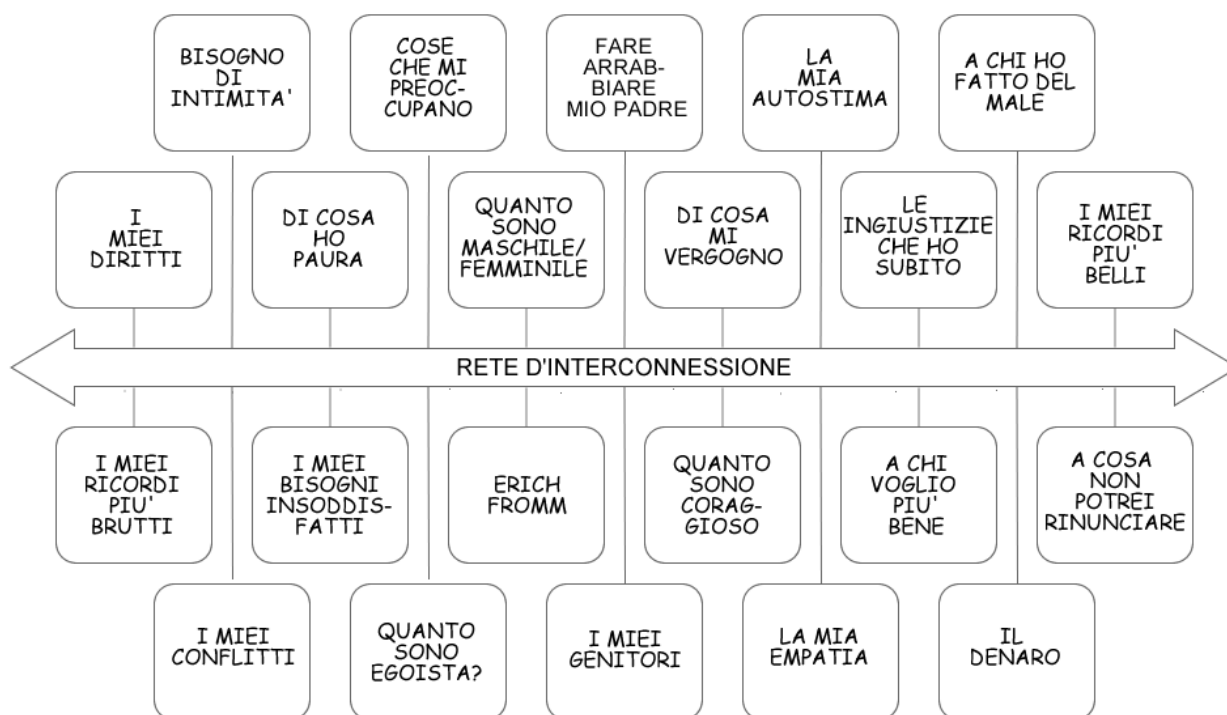 BISOGNO
DI
INTIMITA'
COSE
CHE MI
PREOC-
CUPANO
FARE
ARRAB-
BIARE
MIO PADRE
LA
MIA
AUTOSTIMA
A CHI HO
FATTO DEL
MALE
I
MIEI
DIRITTI
DI COSA
HO
PAURA
QUANTO
SONO
MASCHILE/
FEMMINILE
DI COSA
MI
VERGOGNO
LE
INGIUSTIZIE
CHE HO
SUBITO
I MIEI
RICORDI
PIU'
BELLI
RETE D'INTERCONNESSIONE
I MIEI
RICORDI
PIU'
BRUTTI
I MIEI
BISOGNI
INSODDIS-
FATTI
ERICH
FROMM
QUANTO
SONO
CORAG-
GIOSO
A CHI
VOGLIO
PIU'
BENE
A COSA
NON
POTREI
RINUNCIARE
I MIEI
CONFLITTI
QUANTO
SONO
EGOISTA?
I MIEI
GENITORI
LA MIA
EMPATIA
IL
DENARO